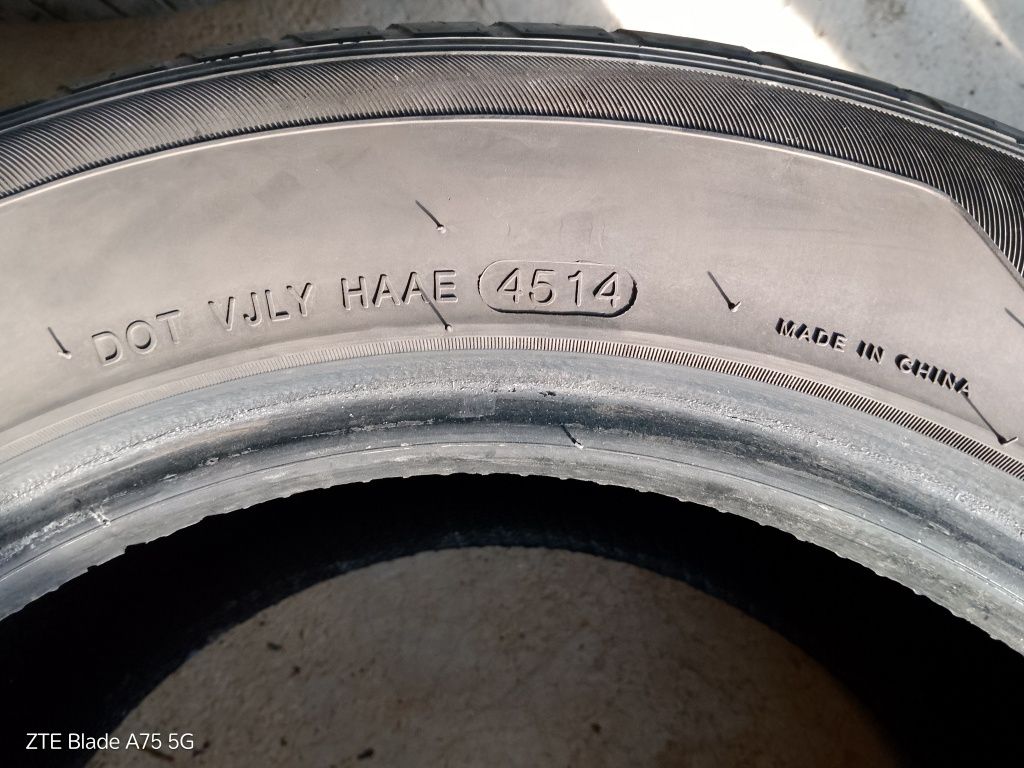 DOT VJLY HAAE 4514
MADE IN CHINA
ZTE Blade A75 5G